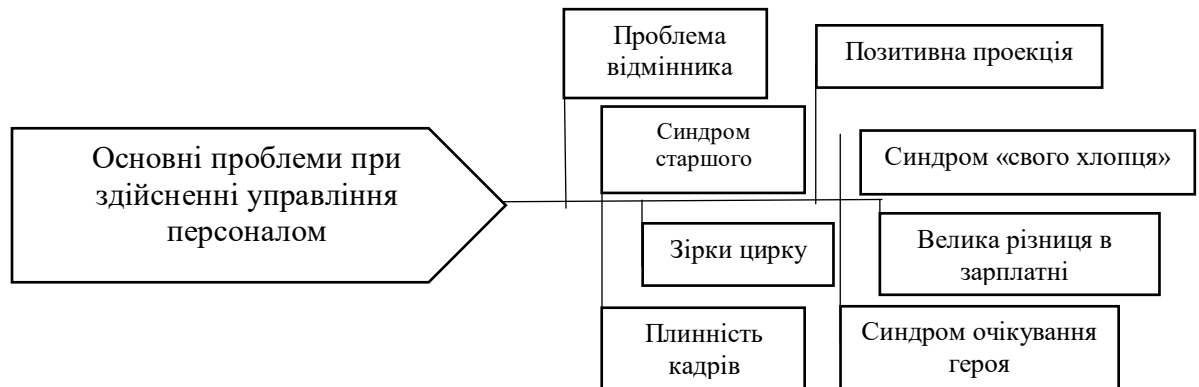 Основні проблеми при
здійсненні управління
персоналом
Проблема
відмінника
Позитивна проекція
Синдром
старшого
Синдром «свого хлопця»
Зірки цирку
Велика різниця в
зарплатні
Плинність
кадрів
Синдром очікування
героя